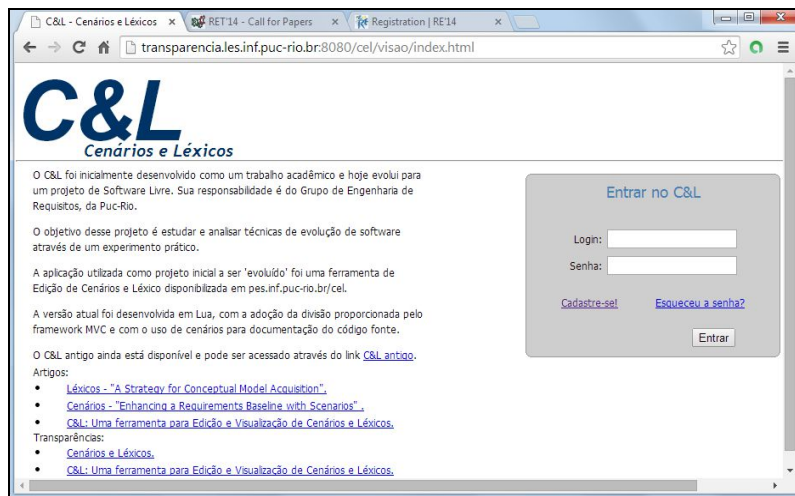 C&L - Cenários e Léxicos
RET'14 - Call for Papers
Registration | RE'14
transparencia.les.inf.puc-rio.br:8080/cel/visao/index.html
C&L
Cenários e Léxicos
O C&L foi inicialmente desenvolvido como um trabalho acadêmico e hoje evolui para
um projeto de Software Livre. Sua responsabilidade é do Grupo de Engenharia de
Requisitos, da Puc-Rio.
O objetivo desse projeto é estudar e analisar técnicas de evolução de software
através de um experimento prático.
A aplicação utilizada como projeto inicial a ser 'evoluído' foi uma ferramenta de
Edição de Cenários e Léxico disponibilizada em pes.inf.puc-rio.br/cel.
A versão atual foi desenvolvida em Lua, com a adoção da divisão proporcionada pelo
framework MVC e com o uso de cenários para documentação do código fonte.
O C&L antigo ainda está disponível e pode ser acessado através do link C&L antigo.
Artigos:
• Léxicos - "A Strategy for Conceptual Model Acquisition".
• Cenários - "Enhancing a Requirements Baseline with Scenarios" .
• C&L: Uma ferramenta para Edição e Visualização de Cenários e Léxicos.
Transparências:
• Cenários e Léxicos.
• C&L: Uma ferramenta para Edição e Visualização de Cenários e Léxicos.
Entrar no C&L
Login:
Senha:
Cadastre-se! Esqueceu a senha?
Entrar